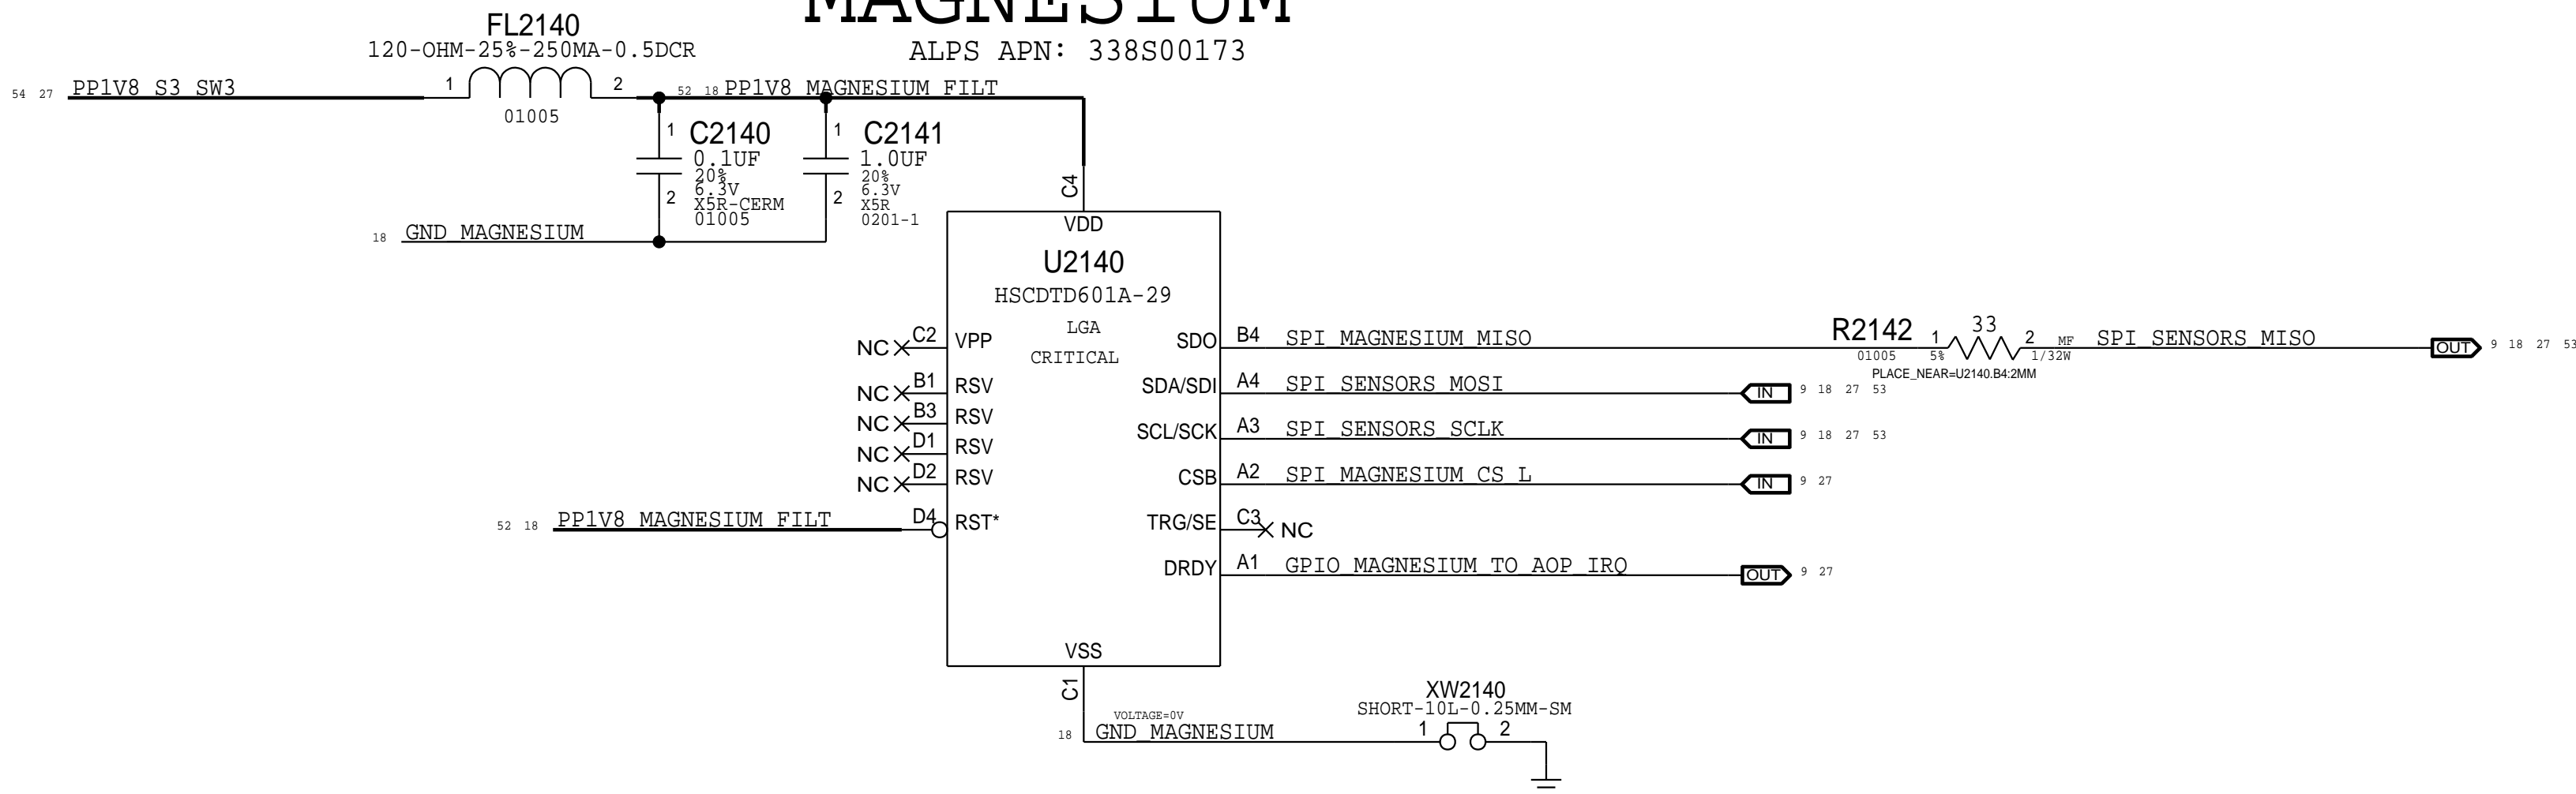 MAGNESIUM
ALPS APN: 338S00173
FL2140
120-OHM-25%-250MA-0.5DCR
54 27 PP1V8_S3_SW3 1 2
01005
52 18 PP1V8_MAGNESIUM_FILT
1 C2140
0.1UF
20%
6.3V
X5R-CERM
01005
2
1 C2141
1.0UF
20%
6.3V
X5R
0201-1
2
18 GND_MAGNESIUM
C4
VDD
U2140
HSCDTD601A-29
LGA
CRITICAL
NC C2 VPP
NC B1 RSV
NC B3 RSV
NC D1 RSV
NC D2 RSV
52 18 PP1V8_MAGNESIUM_FILT D4 RST*
SDO B4 SPI_MAGNESIUM_MISO
R2142 1 33 2 MF SPI_SENSORS_MISO OUT 9 18 27 53
01005 5% 1/32W
PLACE_NEAR=U2140.B4:2MM
SDA/SDI A4 SPI_SENSORS_MOSI IN 9 18 27 53
SCL/SCK A3 SPI_SENSORS_SCLK IN 9 18 27 53
CSB A2 SPI_MAGNESIUM_CS_L IN 9 27
TRG/SE C3 NC
DRDY A1 GPIO_MAGNESIUM_TO_AOP_IRQ OUT 9 27
VSS
C1
VOLTAGE=0V
18 GND_MAGNESIUM
XW2140
SHORT-10L-0.25MM-SM
1 2